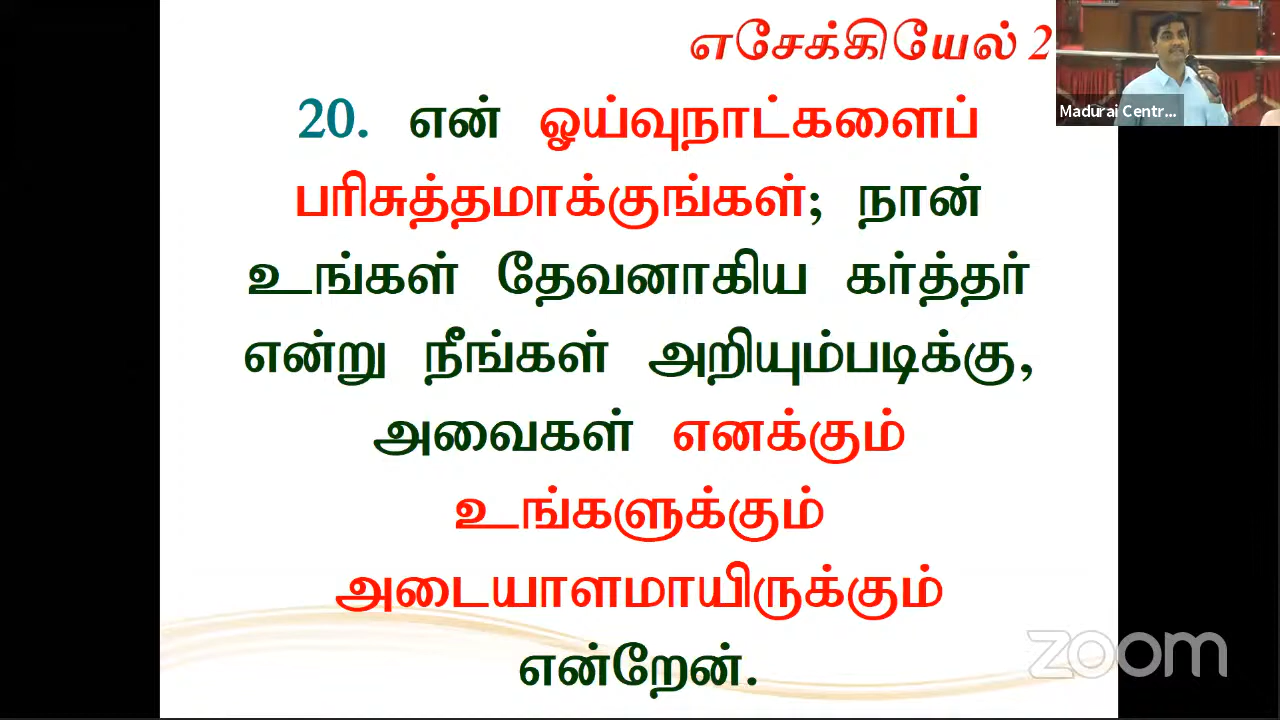 எசேக்கியேல் 2
Madurai Centr...
20. என் ஓய்வுநாட்களைப்
பரிசுத்தமாக்குங்கள்; நான்
உங்கள் தேவனாகிய கர்த்தர்
என்று நீங்கள் அறியும்படிக்கு,
அவைகள் எனக்கும்
உங்களுக்கும்
அடையாளமாயிருக்கும்
என்றேன்.
zoom